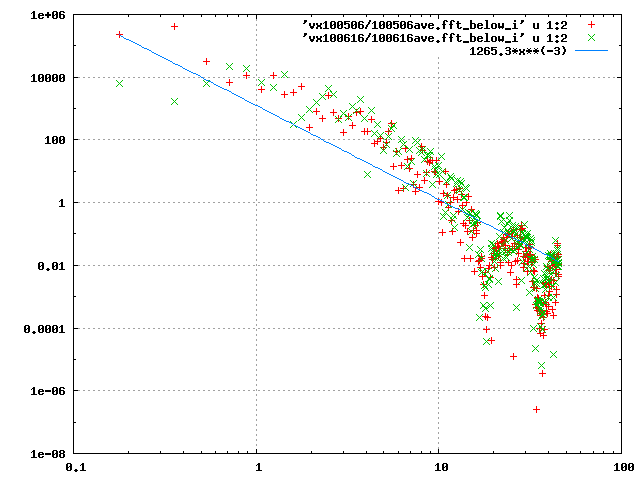 1e+06
'vx100506/100506ave.fft_below_i' u 1:2
'vx100616/100616ave.fft_below_i' u 1:2
1265.3*x**(-3)
10000
100
1
0.01
0.0001
1e-06
1e-08
0.1 1 10 100